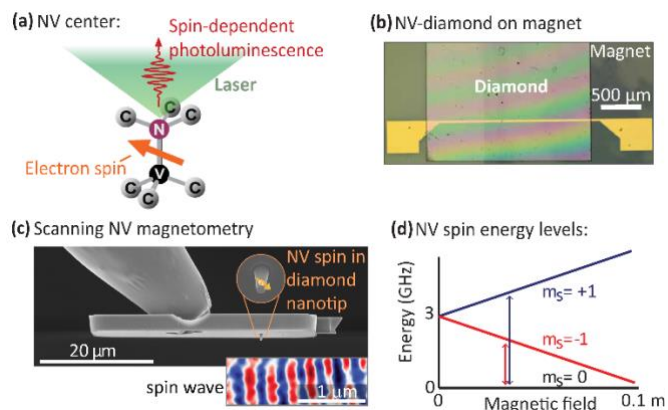 (a) NV center:
Spin-dependent
photoluminescence
Laser
C
C
C
N
Electron spin
V
C
C
C
(b) NV-diamond on magnet
Magnet
Diamond
500 μm
(c) Scanning NV magnetometry
NV spin in
diamond
nanotip
20 μm
spin wave
1 μm
(d) NV spin energy levels:
Energy (GHz)
3
0
mS= +1
mS= -1
mS= 0
0
Magnetic field
0.1 m